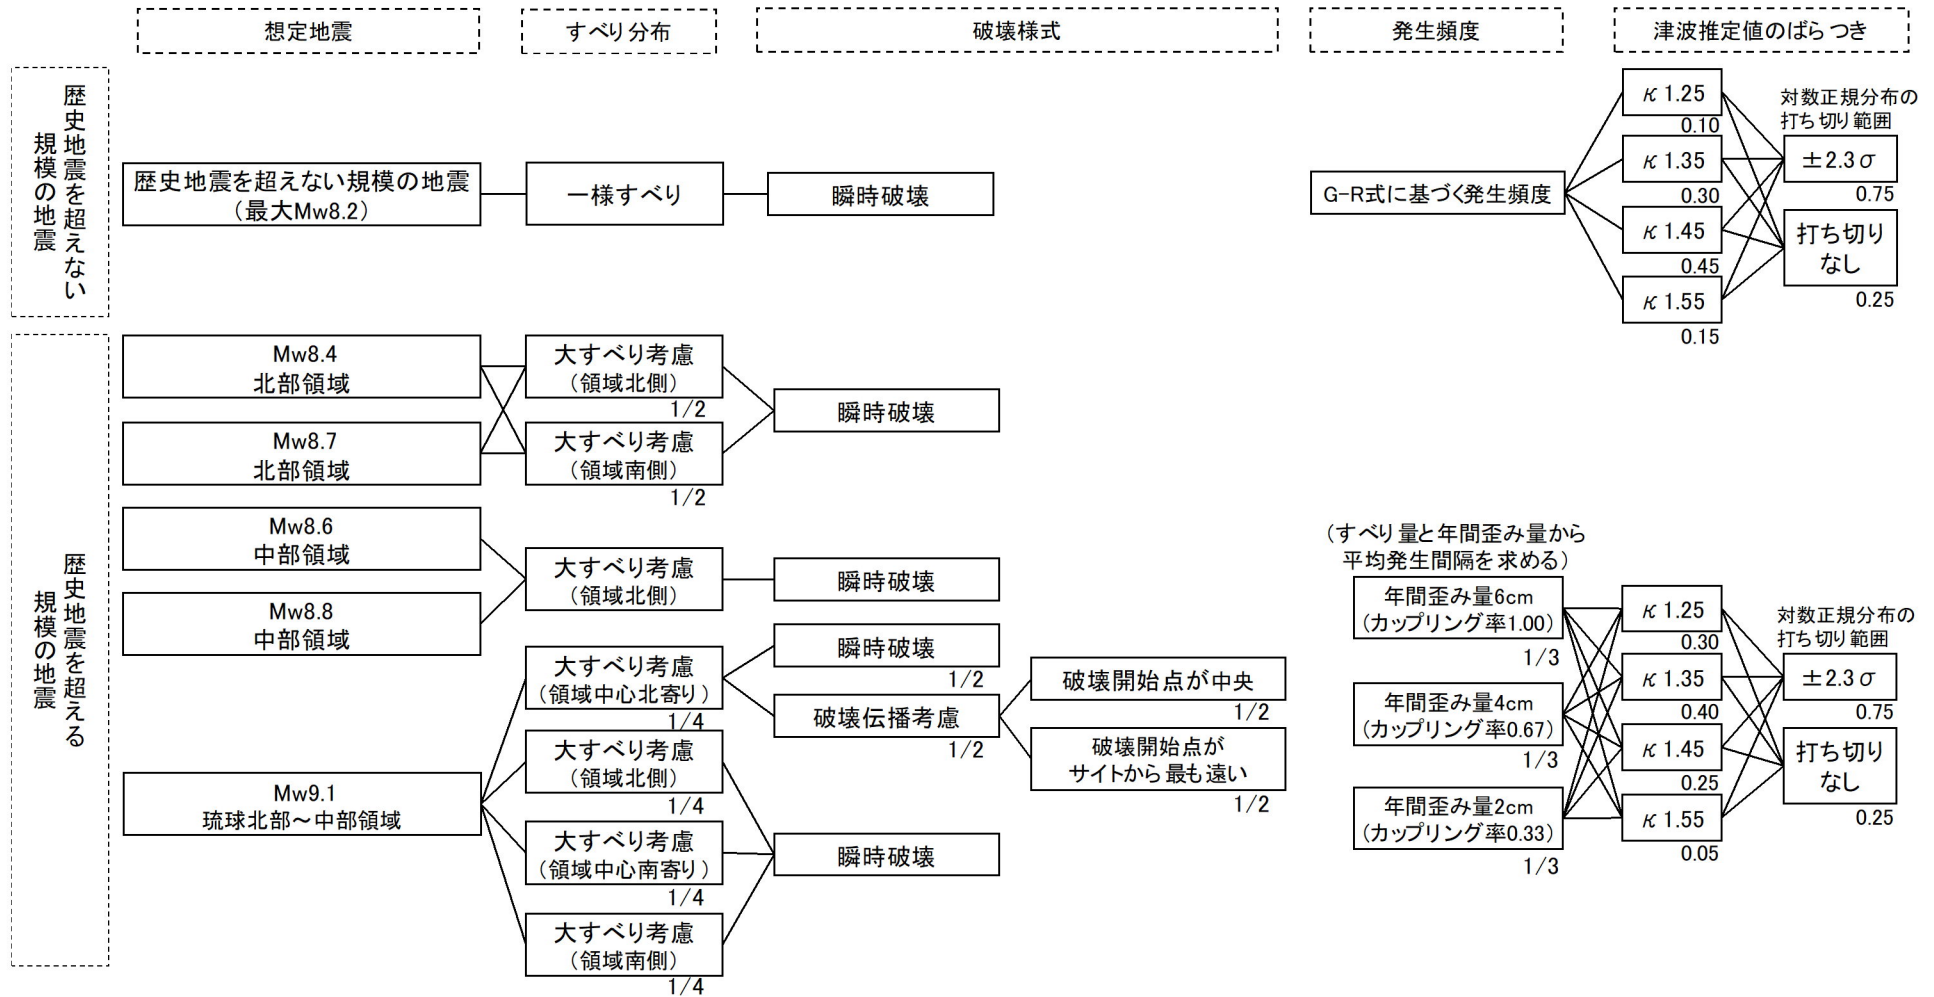 想定地震
すべり分布
破壊様式
発生頻度
津波推定値のばらつき
歴史地震を超えない
規模の地震
歴史地震を超えない規模の地震
（最大Mw8.2）
一様すべり
瞬時破壊
G-R式に基づく発生頻度
κ1.25
0.10
κ1.35
0.30
κ1.45
0.45
κ1.55
0.15
対数正規分布の
打ち切り範囲
±2.3σ
0.75
打ち切り
なし
0.25
歴史地震を超える
規模の地震
Mw8.4
北部領域
Mw8.7
北部領域
大すべり考慮
（領域北側）
1/2
大すべり考慮
（領域南側）
1/2
瞬時破壊
Mw8.6
中部領域
Mw8.8
中部領域
大すべり考慮
（領域北側）
瞬時破壊
Mw9.1
琉球北部～中部領域
大すべり考慮
（領域中心北寄り）
1/4
大すべり考慮
（領域北側）
1/4
大すべり考慮
（領域中心南寄り）
1/4
大すべり考慮
（領域南側）
1/4
瞬時破壊
1/2
破壊伝播考慮
1/2
破壊開始点が中央
1/2
破壊開始点が
サイトから最も遠い
1/2
瞬時破壊
（すべり量と年間歪み量から
平均発生間隔を求める）
年間歪み量6cm
（カップリング率1.00）
1/3
年間歪み量4cm
（カップリング率0.67）
1/3
年間歪み量2cm
（カップリング率0.33）
1/3
κ1.25
0.30
κ1.35
0.40
κ1.45
0.25
κ1.55
0.05
対数正規分布の
打ち切り範囲
±2.3σ
0.75
打ち切り
なし
0.25